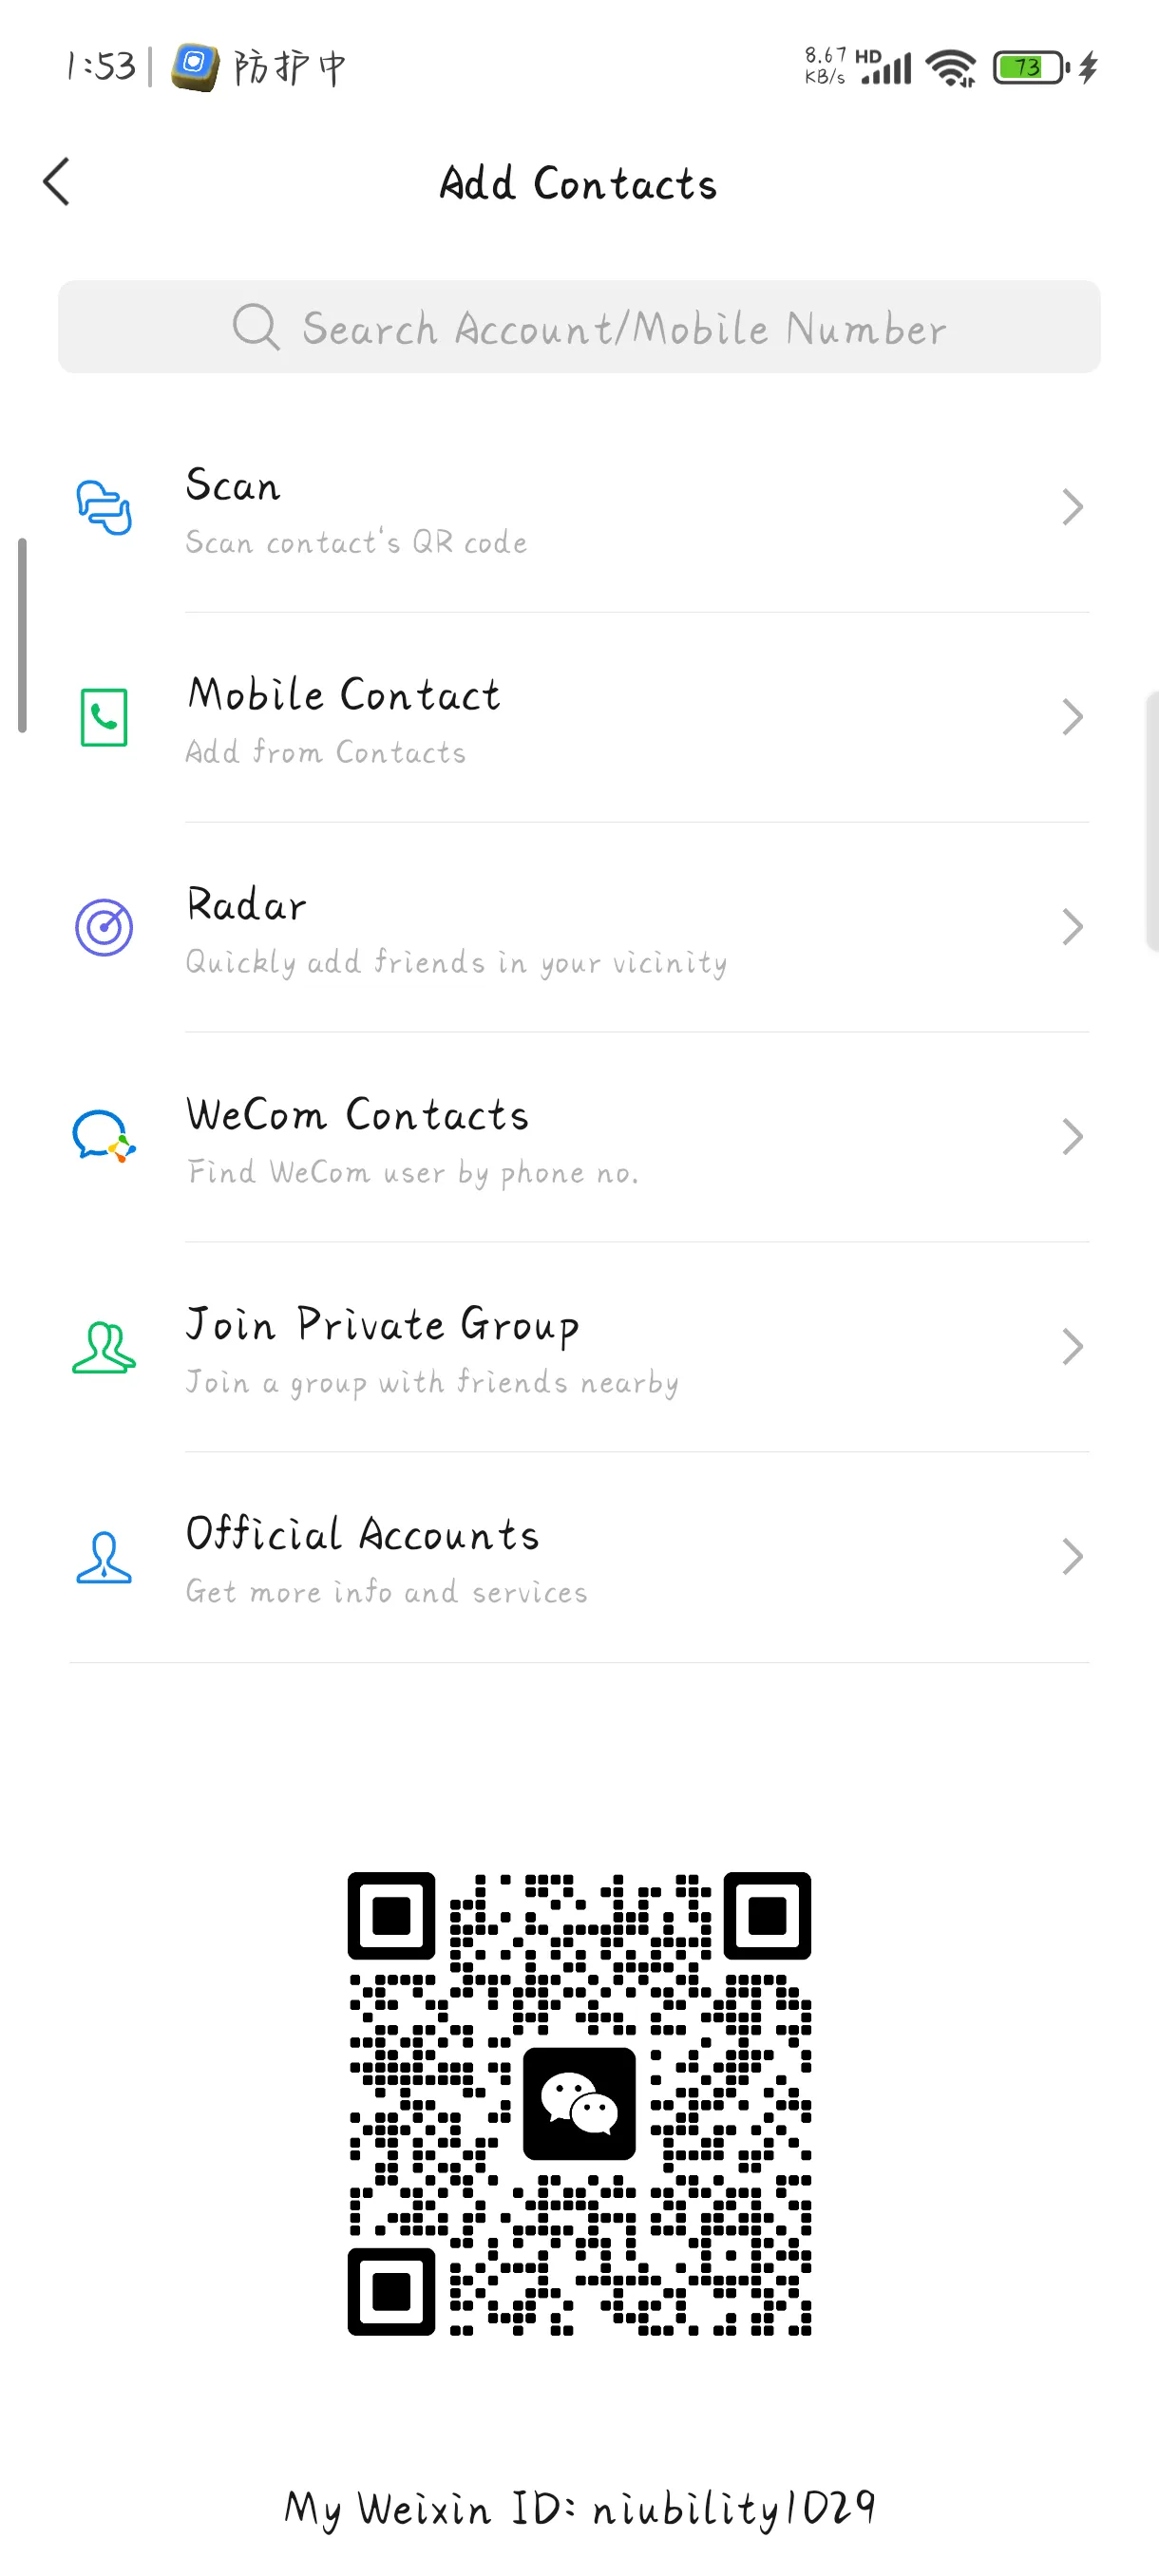 1:53 防护中 8.67 KB/s HD 73
Add Contacts
Search Account/Mobile Number
Scan
Scan contact's QR code
Mobile Contact
Add from Contacts
Radar
Quickly add friends in your vicinity
WeCom Contacts
Find WeCom user by phone no.
Join Private Group
Join a group with friends nearby
Official Accounts
Get more info and services
My Weixin ID: niubility1029